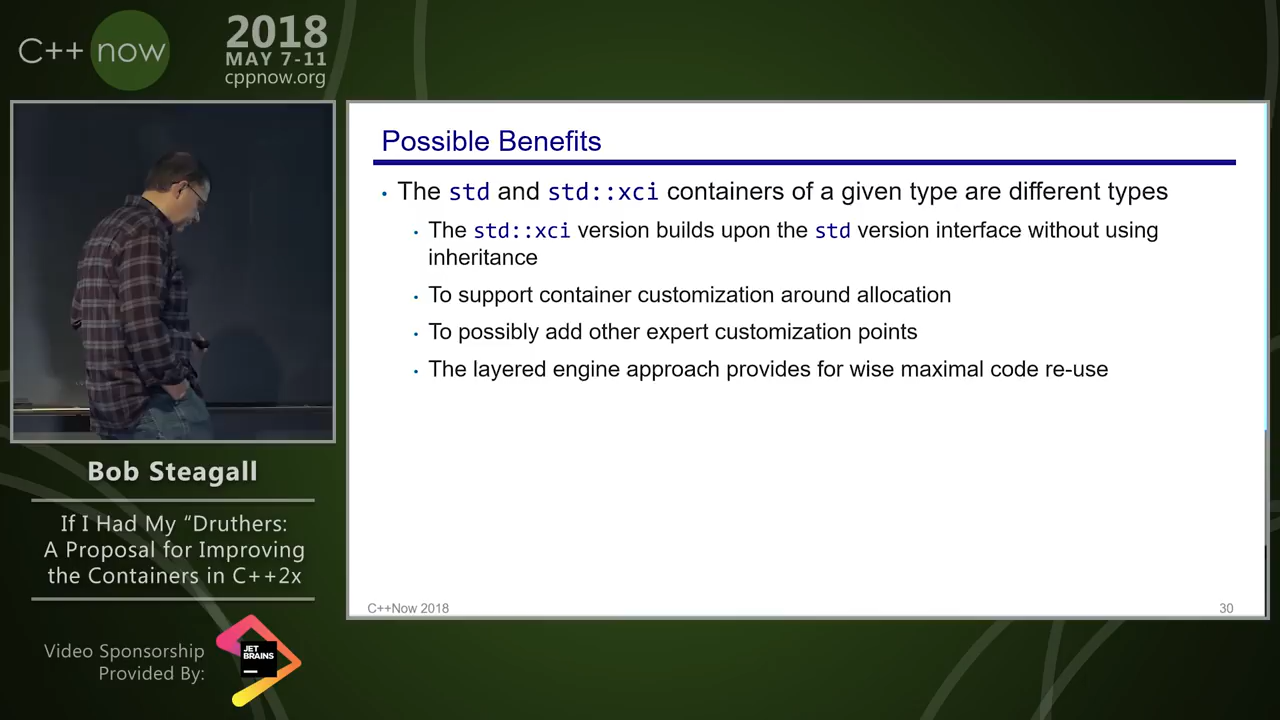 C++ now
2018
MAY 7-11
cppnow.org
Possible Benefits
• The std and std::xci containers of a given type are different types
• The std::xci version builds upon the std version interface without using
inheritance
• To support container customization around allocation
• To possibly add other expert customization points
• The layered engine approach provides for wise maximal code re-use
C++Now 2018
30
Bob Steagall
If I Had My “Druthers:
A Proposal for Improving
the Containers in C++2x
Video Sponsorship
Provided By:
JET
BRAINS